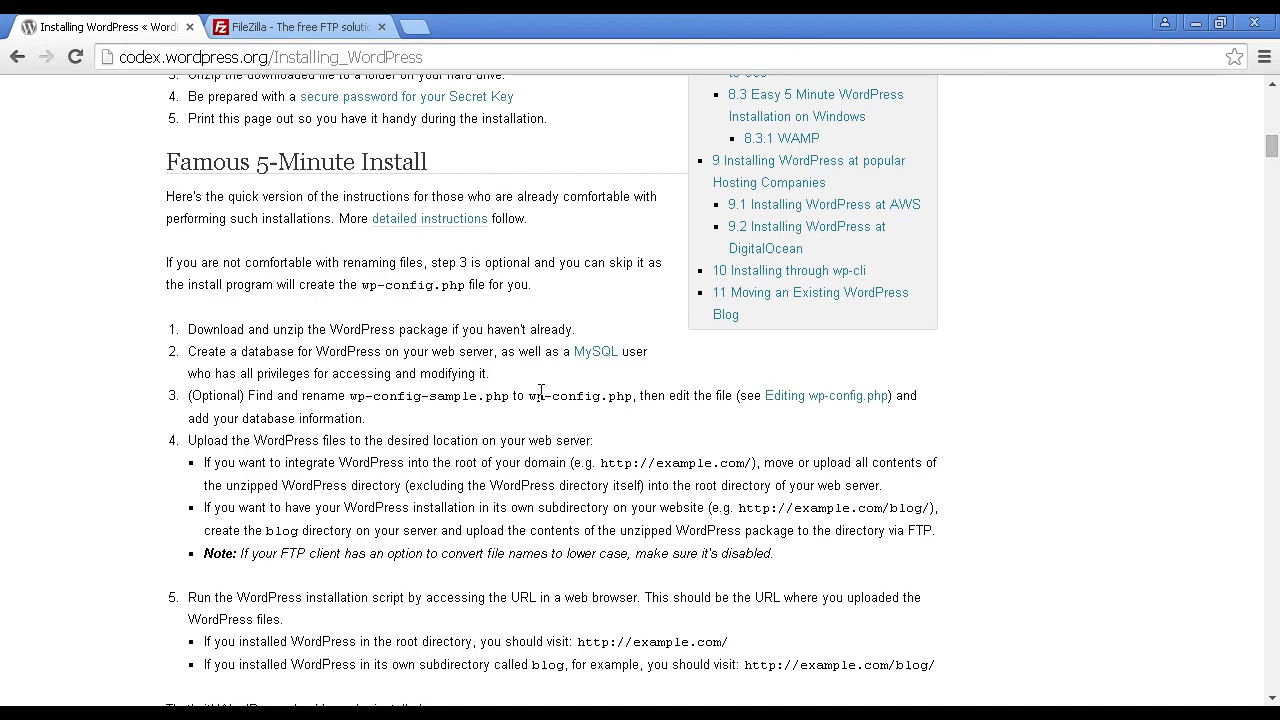 Installing WordPress « Word
FileZilla - The free FTP soluti
codex.wordpress.org/Installing_WordPress
3. Unzip the downloaded file to a folder on your hard drive.
4. Be prepared with a secure password for your Secret Key
5. Print this page out so you have it handy during the installation.
Famous 5-Minute Install
Here's the quick version of the instructions for those who are already comfortable with
performing such installations. More detailed instructions follow.
If you are not comfortable with renaming files, step 3 is optional and you can skip it as
the install program will create the wp-config.php file for you.
8.3 Easy 5 Minute WordPress
Installation on Windows
8.3.1 WAMP
9 Installing WordPress at popular
Hosting Companies
9.1 Installing WordPress at AWS
9.2 Installing WordPress at
DigitalOcean
10 Installing through wp-cli
11 Moving an Existing WordPress
Blog
1. Download and unzip the WordPress package if you haven't already.
2. Create a database for WordPress on your web server, as well as a MySQL user
who has all privileges for accessing and modifying it.
3. (Optional) Find and rename wp-config-sample.php to wp-config.php, then edit the file (see Editing wp-config.php) and
add your database information.
4. Upload the WordPress files to the desired location on your web server:
If you want to integrate WordPress into the root of your domain (e.g. http://example.com/), move or upload all contents of
the unzipped WordPress directory (excluding the WordPress directory itself) into the root directory of your web server.
If you want to have your WordPress installation in its own subdirectory on your website (e.g. http://example.com/blog/),
create the blog directory on your server and upload the contents of the unzipped WordPress package to the directory via FTP.
Note: If your FTP client has an option to convert file names to lower case, make sure it's disabled.
5. Run the WordPress installation script by accessing the URL in a web browser. This should be the URL where you uploaded the
WordPress files.
If you installed WordPress in the root directory, you should visit: http://example.com/
If you installed WordPress in its own subdirectory called blog, for example, you should visit: http://example.com/blog/